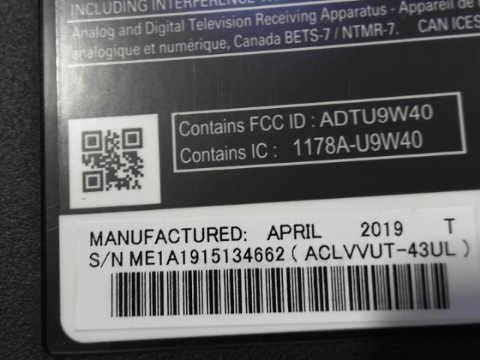 INCLUDING INTERFERENCE
Analog and Digital Television Receiving Apparatus - Appareil de
analogique et numérique, Canada BETS-7 / NTMR-7. CAN ICES
Contains FCC ID : ADTU9W40
Contains IC : 1178A-U9W40
MANUFACTURED: APRIL 2019 T
S/N ME1A1915134662 ( ACLVVUT-43UL )